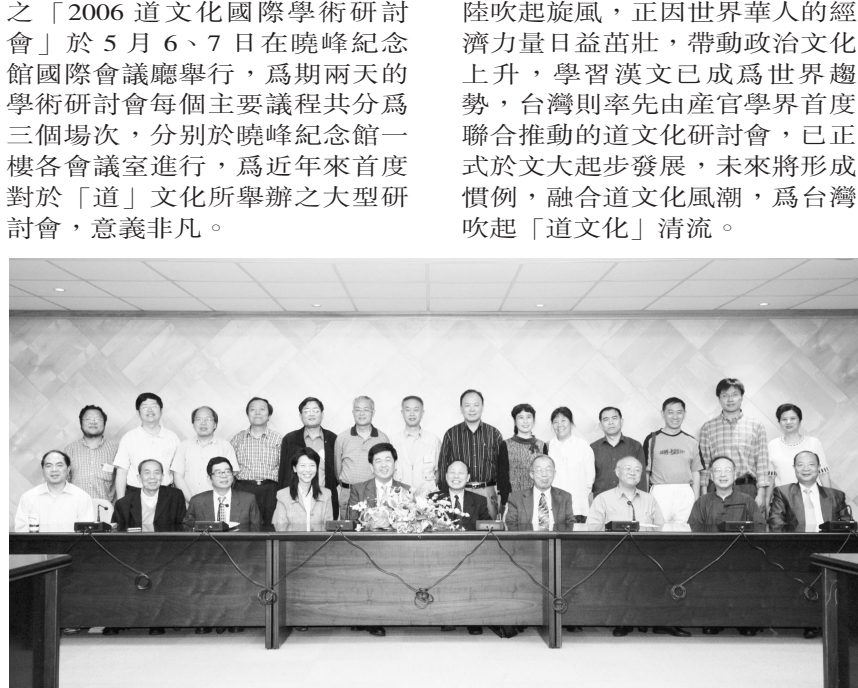 之「2006 道文化國際學術研討
會」於 5 月 6、7 日在曉峰紀念
館國際會議廳舉行，爲期兩天的
學術研討會每個主要議程共分爲
三個場次，分别於曉峰紀念館一
樓各會議室進行，爲近年來首度
對於「道」文化所舉辦之大型研
討會，意義非凡。
陸吹起旋風，正因世界華人的經
濟力量日益茁壯，帶動政治文化
上升，學習漢文已成爲世界趨
勢，台灣則率先由産官學界首度
聯合推動的道文化研討會，已正
式於文大起步發展，未來將形成
慣例，融合道文化風潮，爲台灣
吹起「道文化」清流。